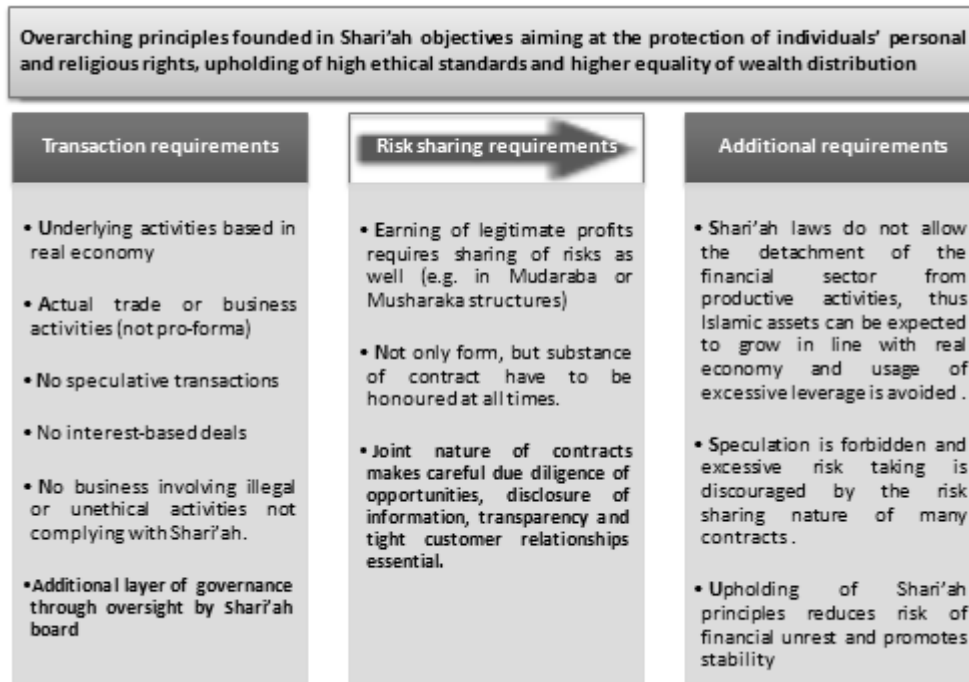 Overarching principles founded in Shari'ah objectives aiming at the protection of individuals' personal
and religious rights, upholding of high ethical standards and higher equality of wealth distribution
Transaction requirements
• Underlying activities based in
real economy
• Actual trade or business
activities (not pro-forma)
• No speculative transactions
• No interest-based deals
• No business involving illegal
or unethical activities not
complying with Shari'ah.
•Additional layer of governance
through oversight by Shari'ah
board
Risk sharing requirements
• Earning of legitimate profits
requires sharing of risks as
well (e.g. in Mudaraba or
Musharaka structures)
• Not only form, but substance
of contract have to be
honoured at all times.
• Joint nature of contracts
makes careful due diligence of
opportunities, disclosure of
information, transparency and
tight customer relationships
essential.
Additional requirements
• Shari'ah laws do not allow
the detachment of the
financial sector from
productive activities, thus
Islamic assets can be expected
to grow in line with real
economy and usage of
excessive leverage is avoided .
• Speculation is forbidden and
excessive risk taking is
discouraged by the risk
sharing nature of many
contracts .
• Upholding of Shari'ah
principles reduces risk of
financial unrest and promotes
stability